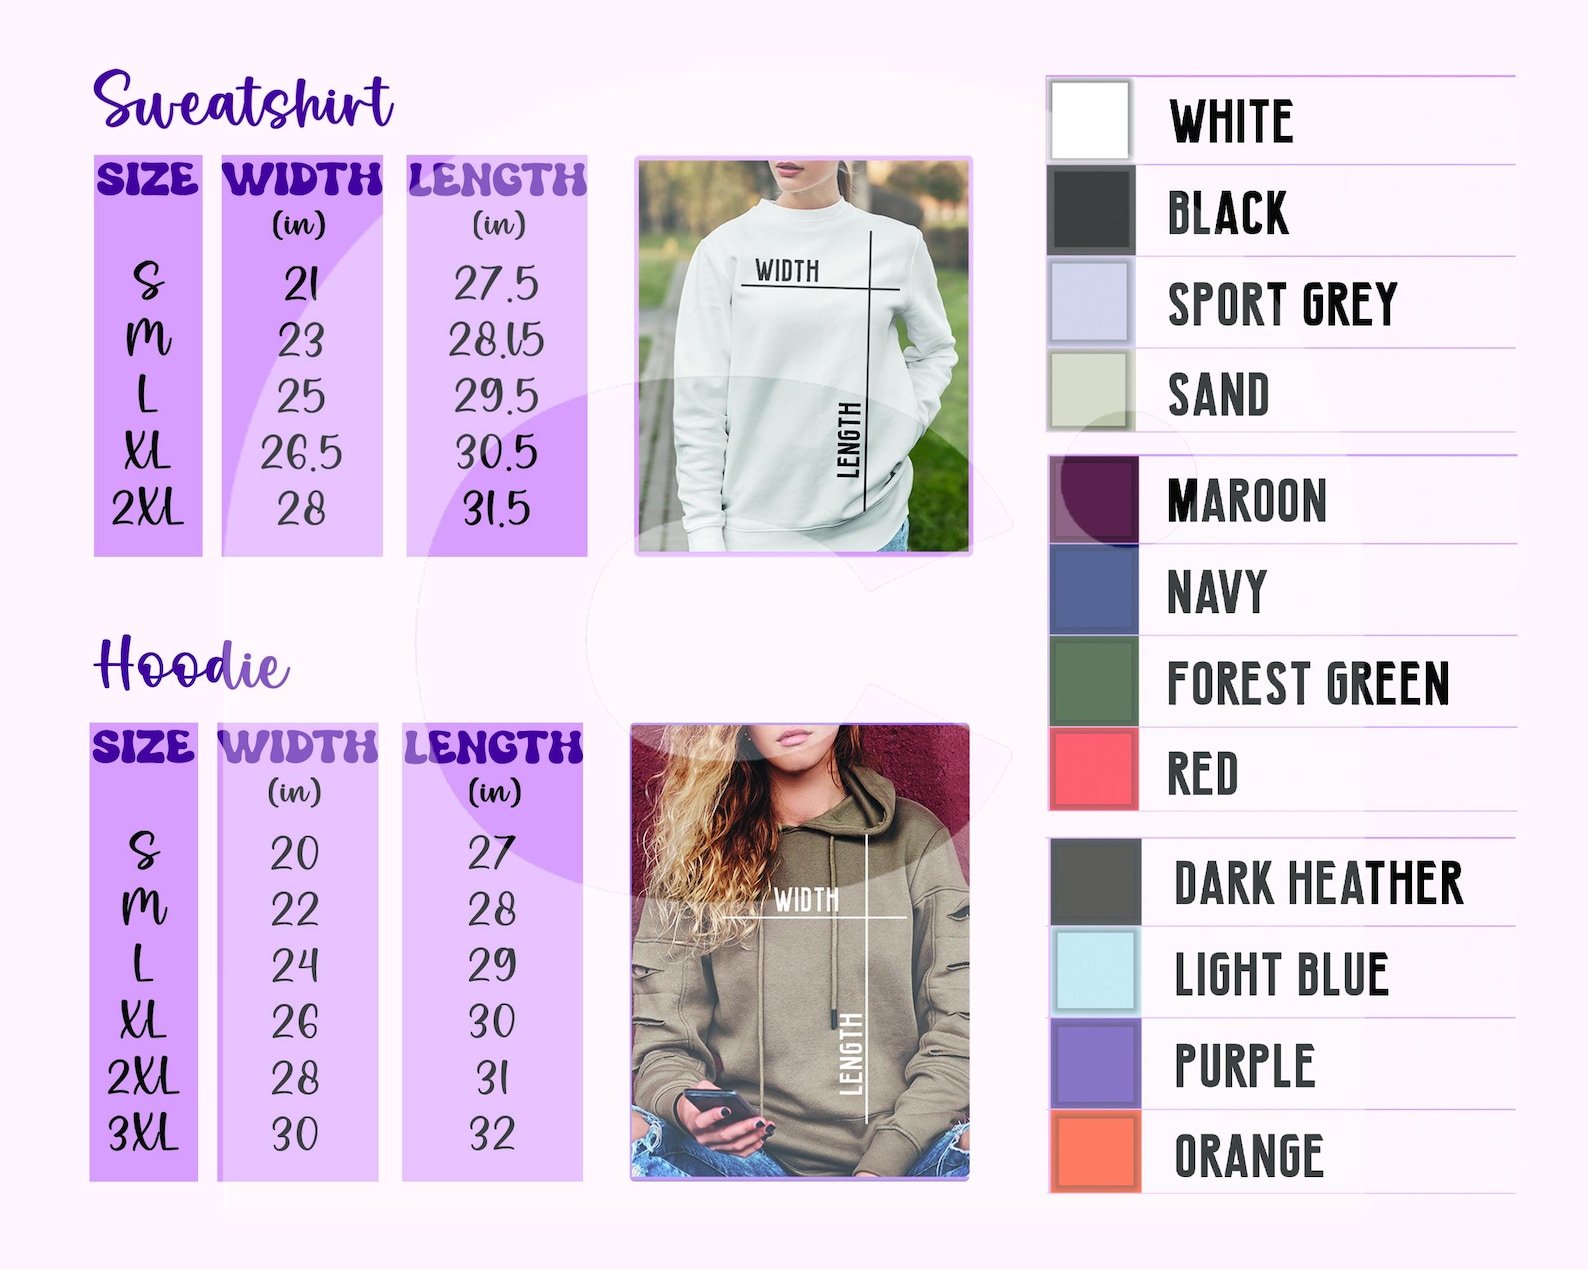 Sweatshirt
SIZE WIDTH LENGTH
(in) (in)
S 21 27.5
M 23 28.15
L 25 29.5
XL 26.5 30.5
2XL 28 31.5
WIDTH
LENGTH
Hoodie
SIZE WIDTH LENGTH
(in) (in)
S 20 27
M 22 28
L 24 29
XL 26 30
2XL 28 31
3XL 30 32
WIDTH
LENGTH
WHITE
BLACK
SPORT GREY
SAND
MAROON
NAVY
FOREST GREEN
RED
DARK HEATHER
LIGHT BLUE
PURPLE
ORANGE